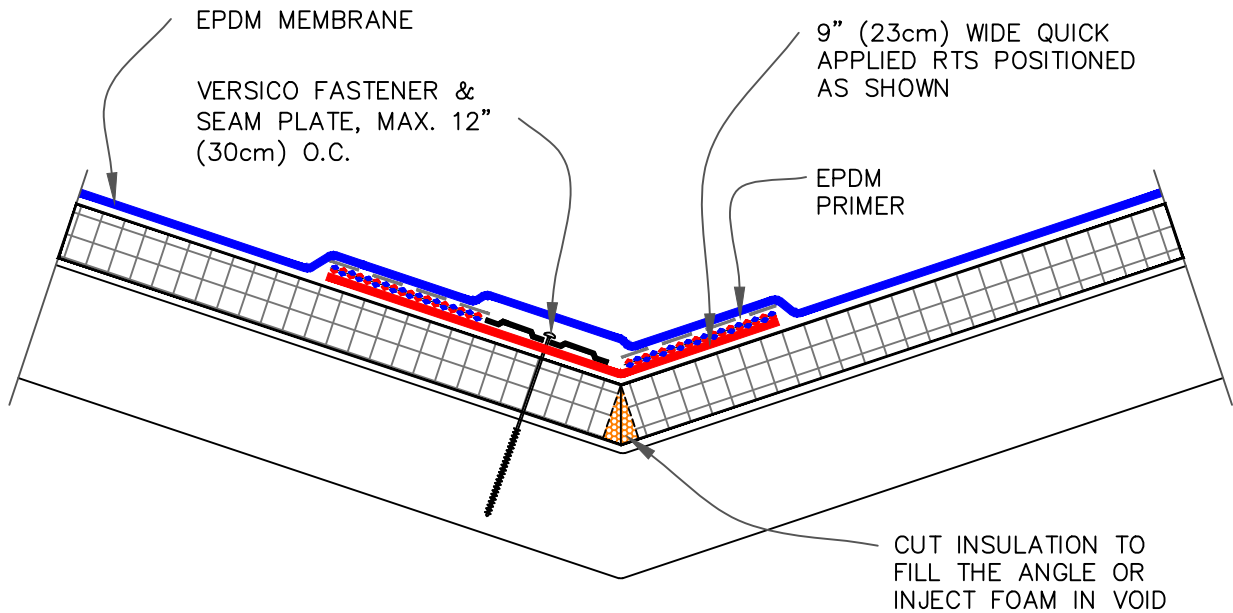 EPDM MEMBRANE
VERSICO FASTENER &
SEAM PLATE, MAX. 12”
(30cm) O.C.
9” (23cm) WIDE QUICK
APPLIED RTS POSITIONED
AS SHOWN
EPDM
PRIMER
CUT INSULATION TO
FILL THE ANGLE OR
INJECT FOAM IN VOID